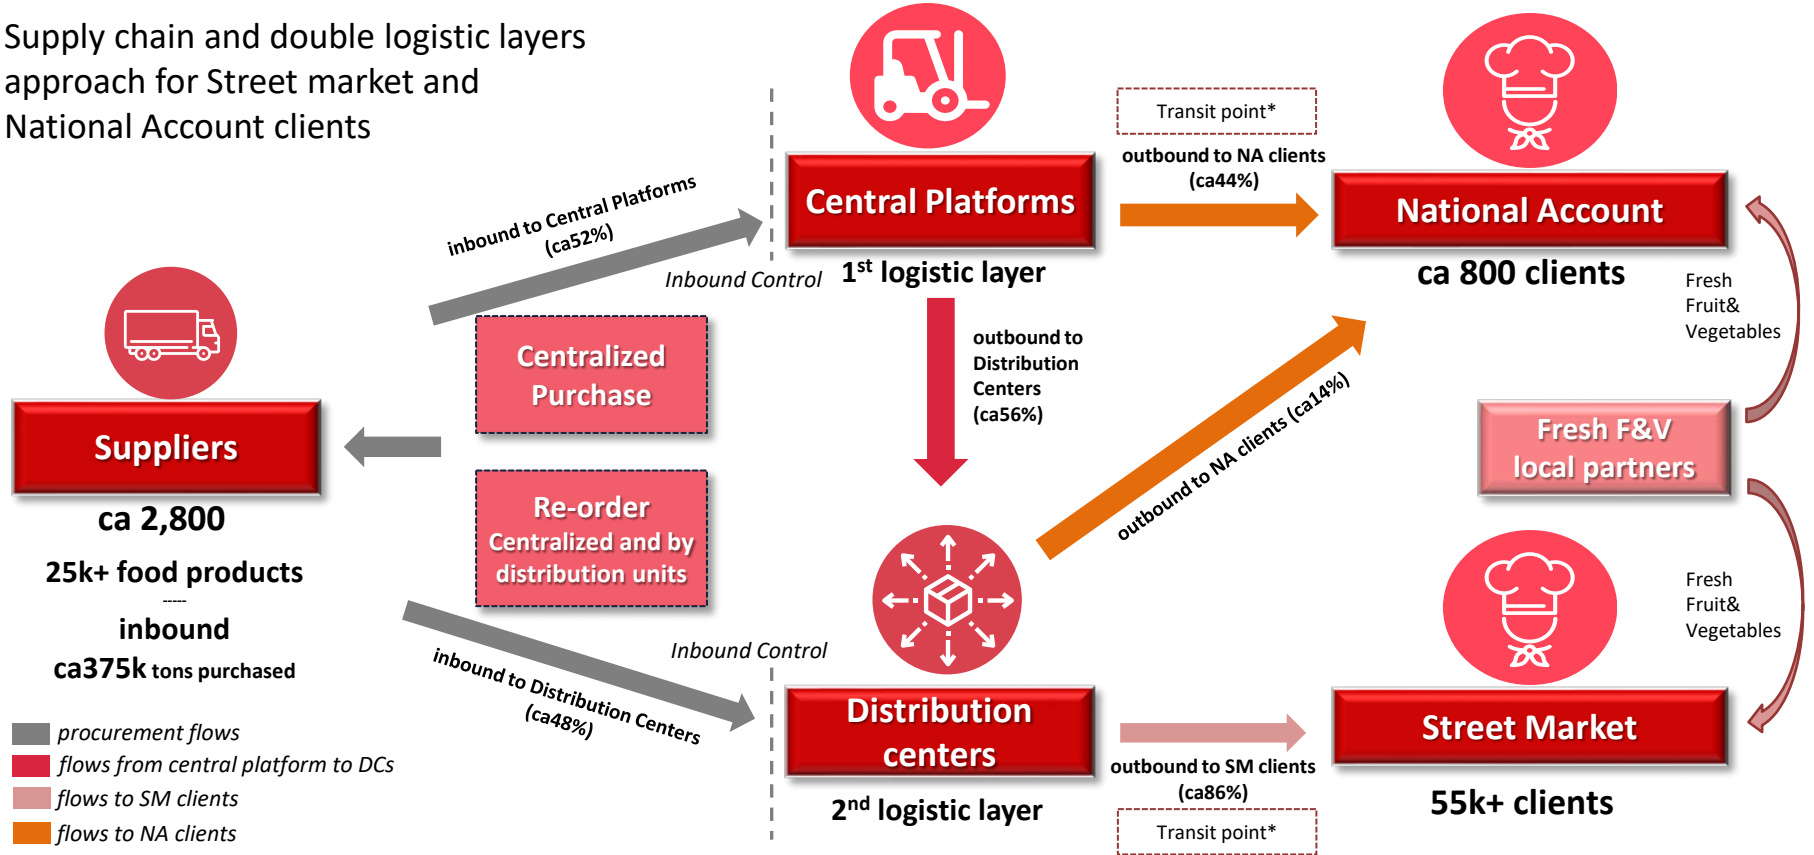 Supply chain and double logistic layers
approach for Street market and
National Account clients
Transit point*
outbound to NA clients
(ca44%)
inbound to Central Platforms
(ca52%)
Central Platforms
1st logistic layer
Inbound Control
National Account
ca 800 clients
Fresh
Fruit&
Vegetables
Centralized
Purchase
outbound to
Distribution
Centers
(ca56%)
outbound to NA clients (ca14%)
Suppliers
ca 2,800
25k+ food products
-----
inbound
ca375k tons purchased
Re-order
Centralized and by
distribution units
Fresh F&V
local partners
Fresh
Fruit&
Vegetables
Inbound Control
inbound to Distribution Centers
(ca48%)
Distribution
centers
2nd logistic layer
outbound to SM clients
(ca86%)
Transit point*
Street Market
55k+ clients
procurement flows
flows from central platform to DCs
flows to SM clients
flows to NA clients